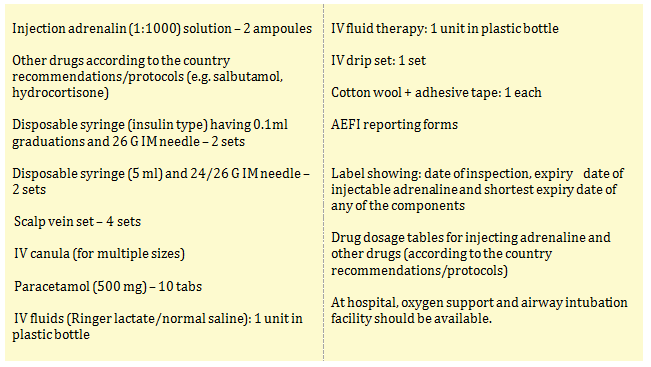 Injection adrenalin (1:1000) solution – 2 ampoules
Other drugs according to the country
recommendations/protocols (e.g. salbutamol,
hydrocortisone)
Disposable syringe (insulin type) having 0.1ml
graduations and 26 G IM needle – 2 sets
Disposable syringe (5 ml) and 24/26 G IM needle –
2 sets
Scalp vein set – 4 sets
IV canula (for multiple sizes)
Paracetamol (500 mg) – 10 tabs
IV fluids (Ringer lactate/normal saline): 1 unit in
plastic bottle
IV fluid therapy: 1 unit in plastic bottle
IV drip set: 1 set
Cotton wool + adhesive tape: 1 each
AEFI reporting forms
Label showing: date of inspection, expiry date of
injectable adrenaline and shortest expiry date of
any of the components
Drug dosage tables for injecting adrenaline and
other drugs (according to the country
recommendations/protocols)
At hospital, oxygen support and airway intubation
facility should be available.